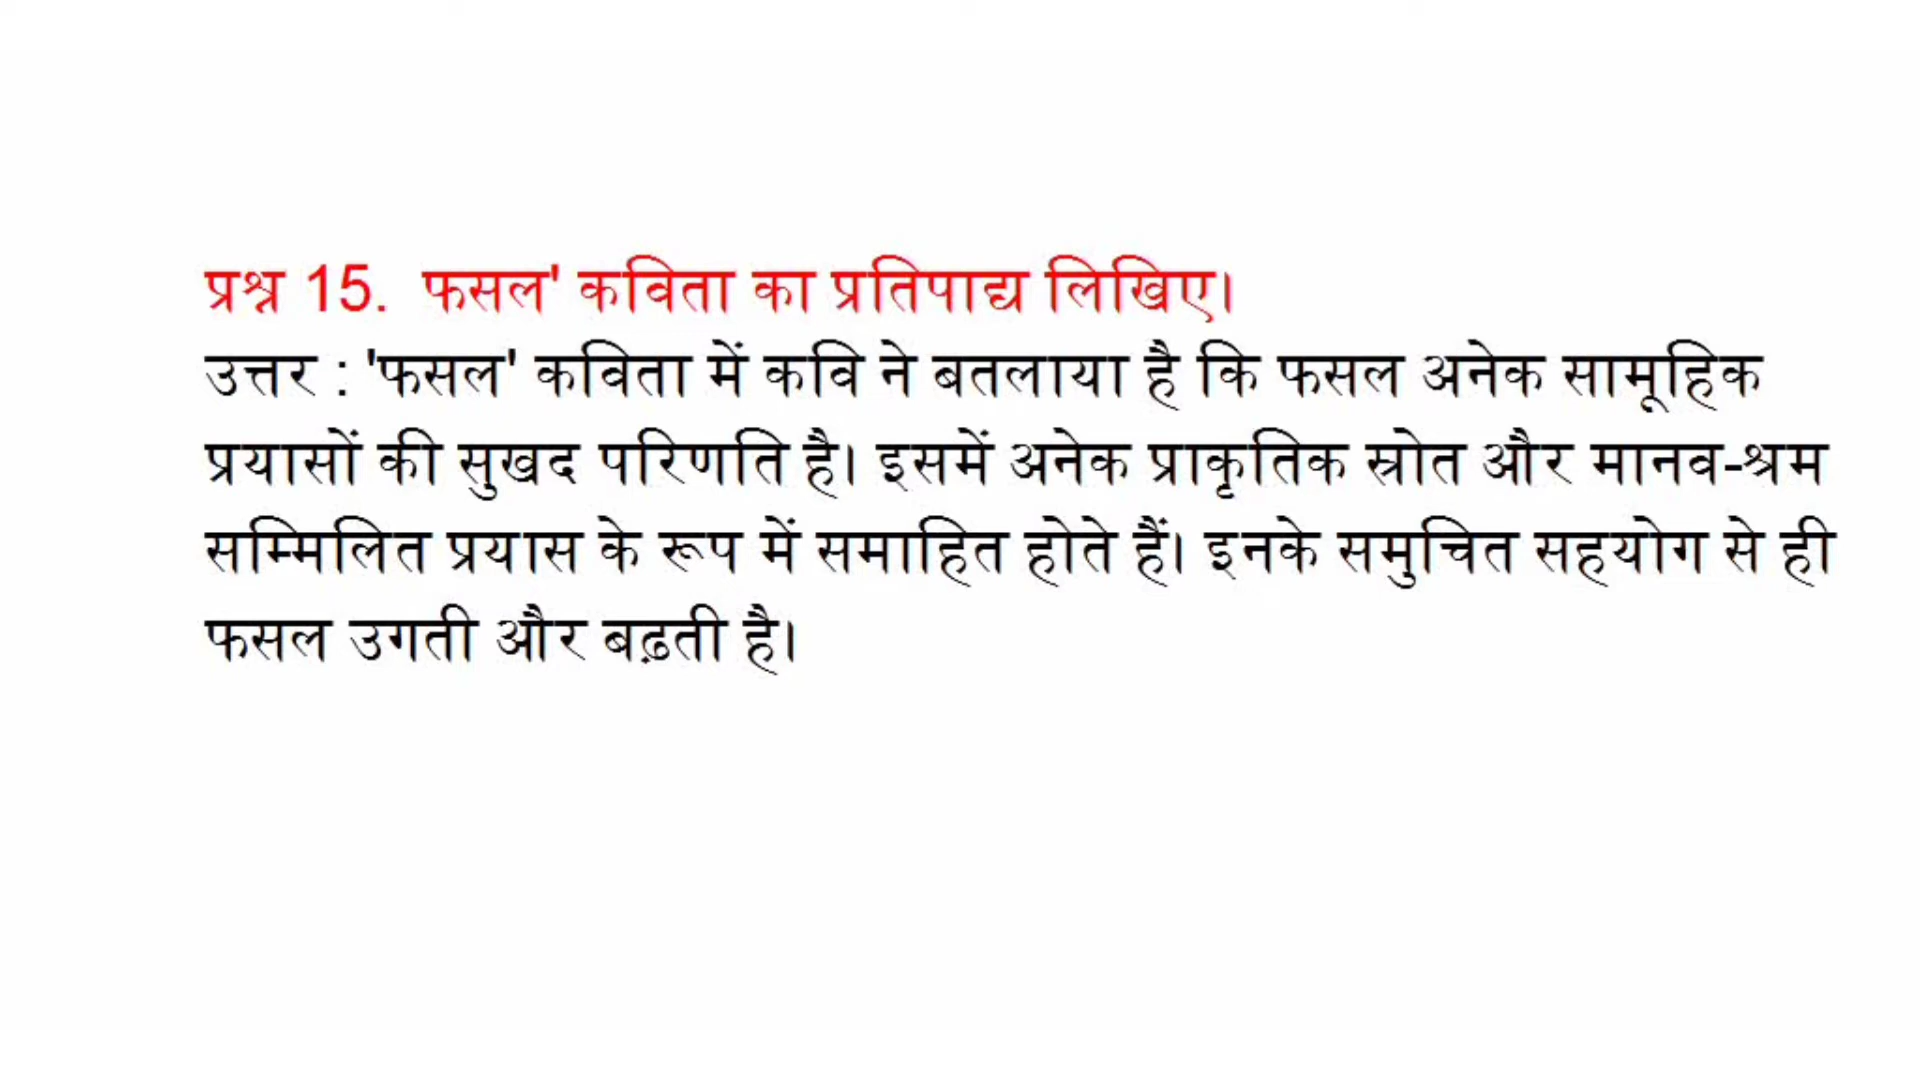 प्रश्न 15. फसल' कविता का प्रतिपाद्य लिखिए।
उत्तर : 'फसल' कविता में कवि ने बतलाया है कि फसल अनेक सामूहिक
प्रयासों की सुखद परिणति है। इसमें अनेक प्राकृतिक स्रोत और मानव-श्रम
सम्मिलित प्रयास के रूप में समाहित होते हैं। इनके समुचित सहयोग से ही
फसल उगती और बढ़ती है।